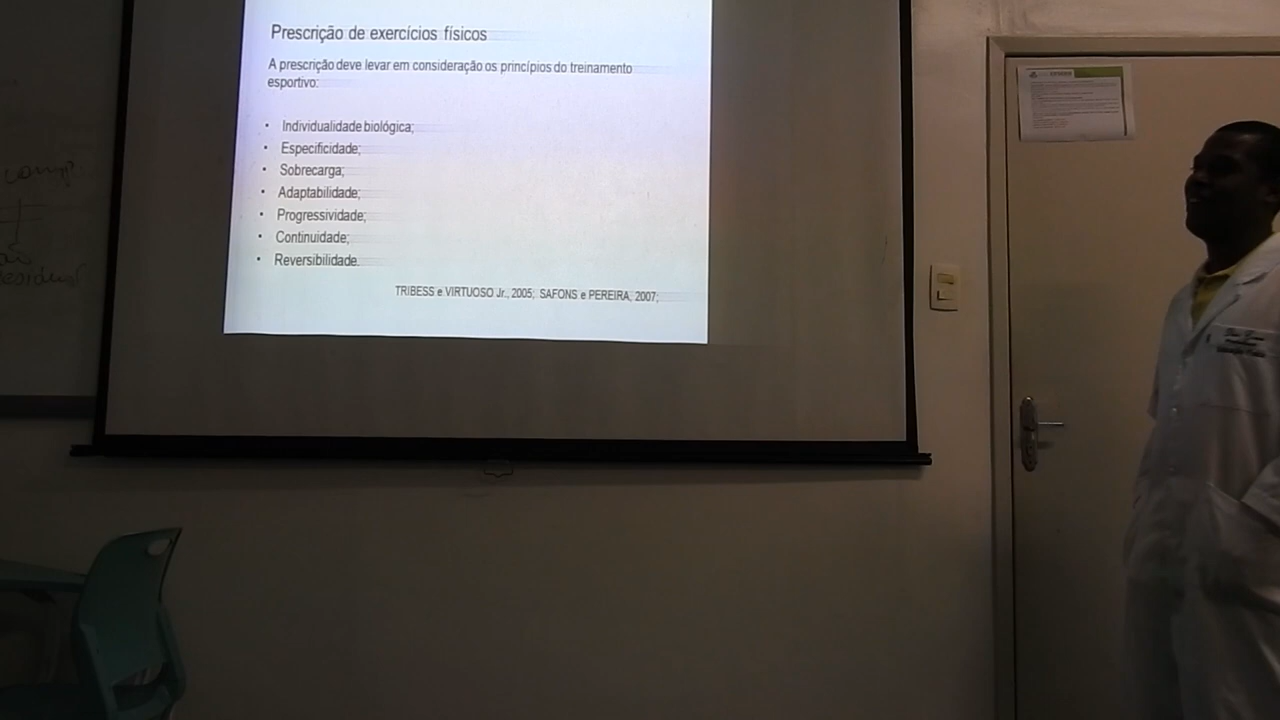 Prescrição de exercícios físicos
A prescrição deve levar em consideração os princípios do treinamento
esportivo:
• Individualidade biológica;
• Especificidade;
• Sobrecarga;
• Adaptabilidade;
• Progressividade;
• Continuidade;
• Reversibilidade.
TRIBESS e VIRTUOSO Jr., 2005; SAFONS e PEREIRA, 2007;